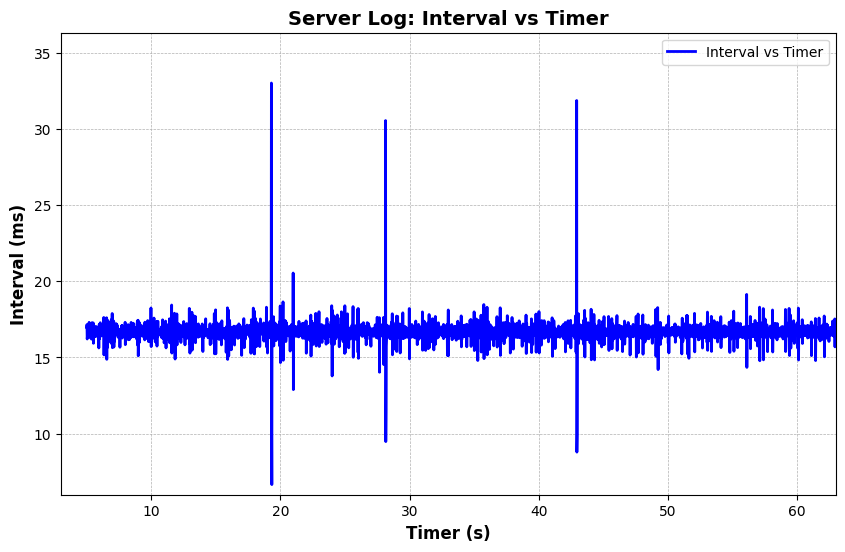 Server Log: Interval vs Timer
Interval vs Timer
35
30
25
20
15
10
Interval (ms)
10 20 30 40 50 60
Timer (s)